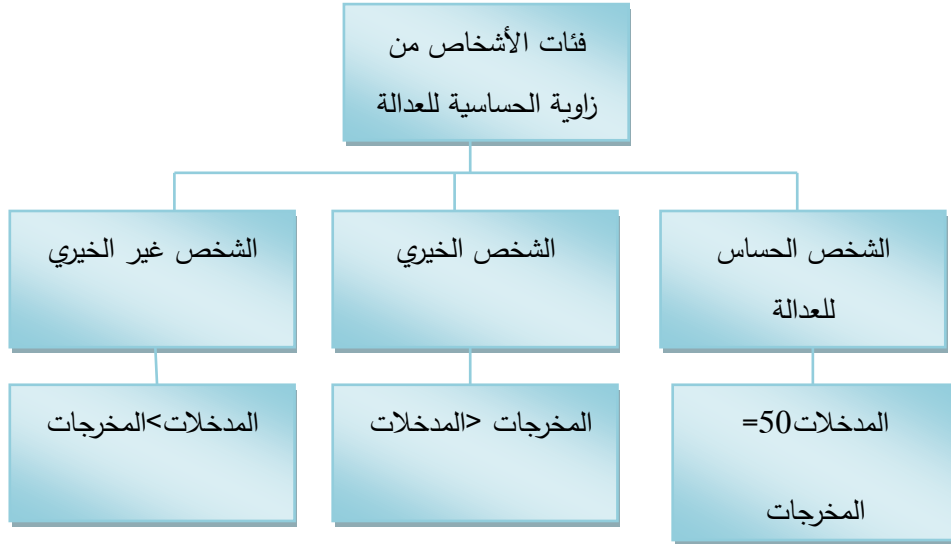 فئات الأشخاص من
زاوية الحساسية للعدالة
الشخص الحساس
للعدالة
الشخص الخيري
الشخص غير الخيري
المدخلات50=
المخرجات
المخرجات <المدخلات
المدخلات>المخرجات